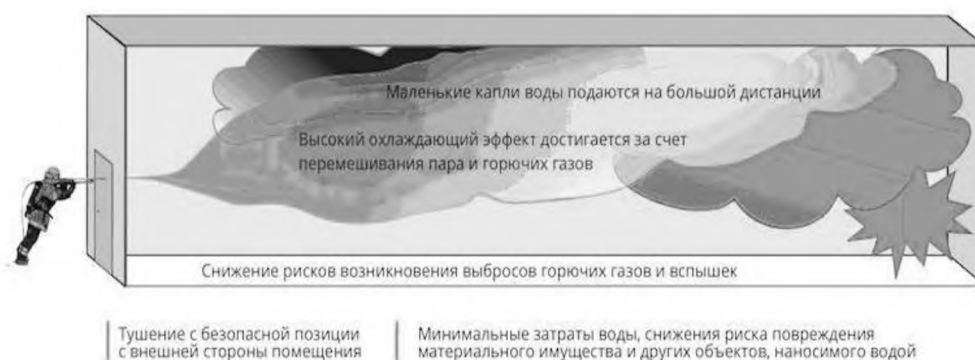 Маленькие капли воды подаются на большой дистанции
Высокий охлаждающий эффект достигается за счет
перемешивания пара и горючих газов
Снижение рисков возникновения выбросов горючих газов и вспышек
Тушение с безопасной позиции
с внешней стороны помещения
Минимальные затраты воды, снижения риска повреждения
материального имущества и других объектов, наносимого водой